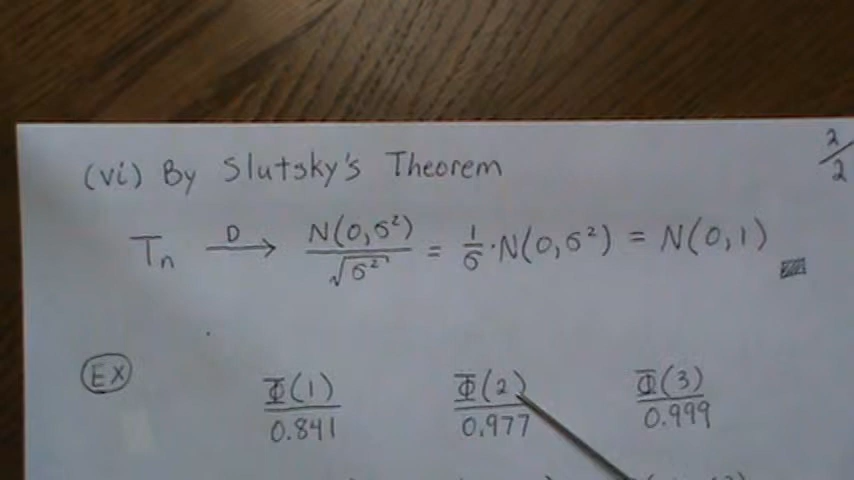 2/2
(vi) By Slutsky's Theorem
Tn —D→ N(0,σ²)/√σ² = 1/σ · N(0,σ²) = N(0,1)
Ex Φ(1) Φ(2) Φ(3)
0.841 0.977 0.999